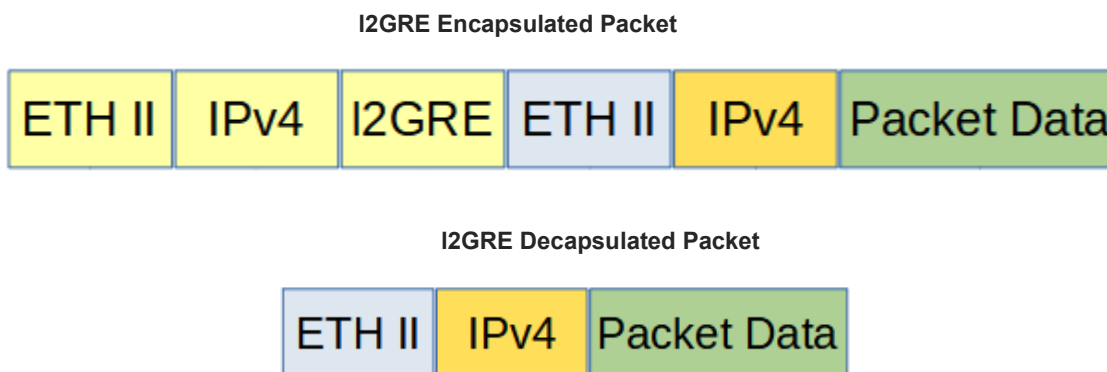 l2GRE Encapsulated Packet
ETH II IPv4 l2GRE ETH II IPv4 Packet Data
l2GRE Decapsulated Packet
ETH II IPv4 Packet Data